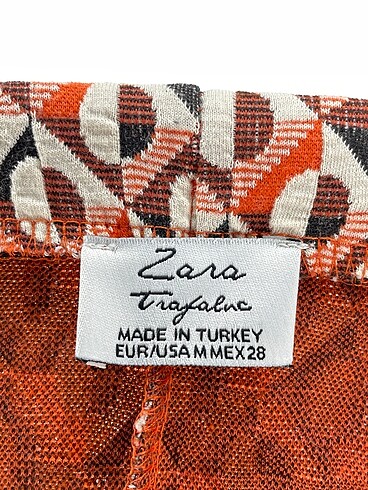 Zara
Trafaluc
MADE IN TURKEY
EUR/USA M MEX 28